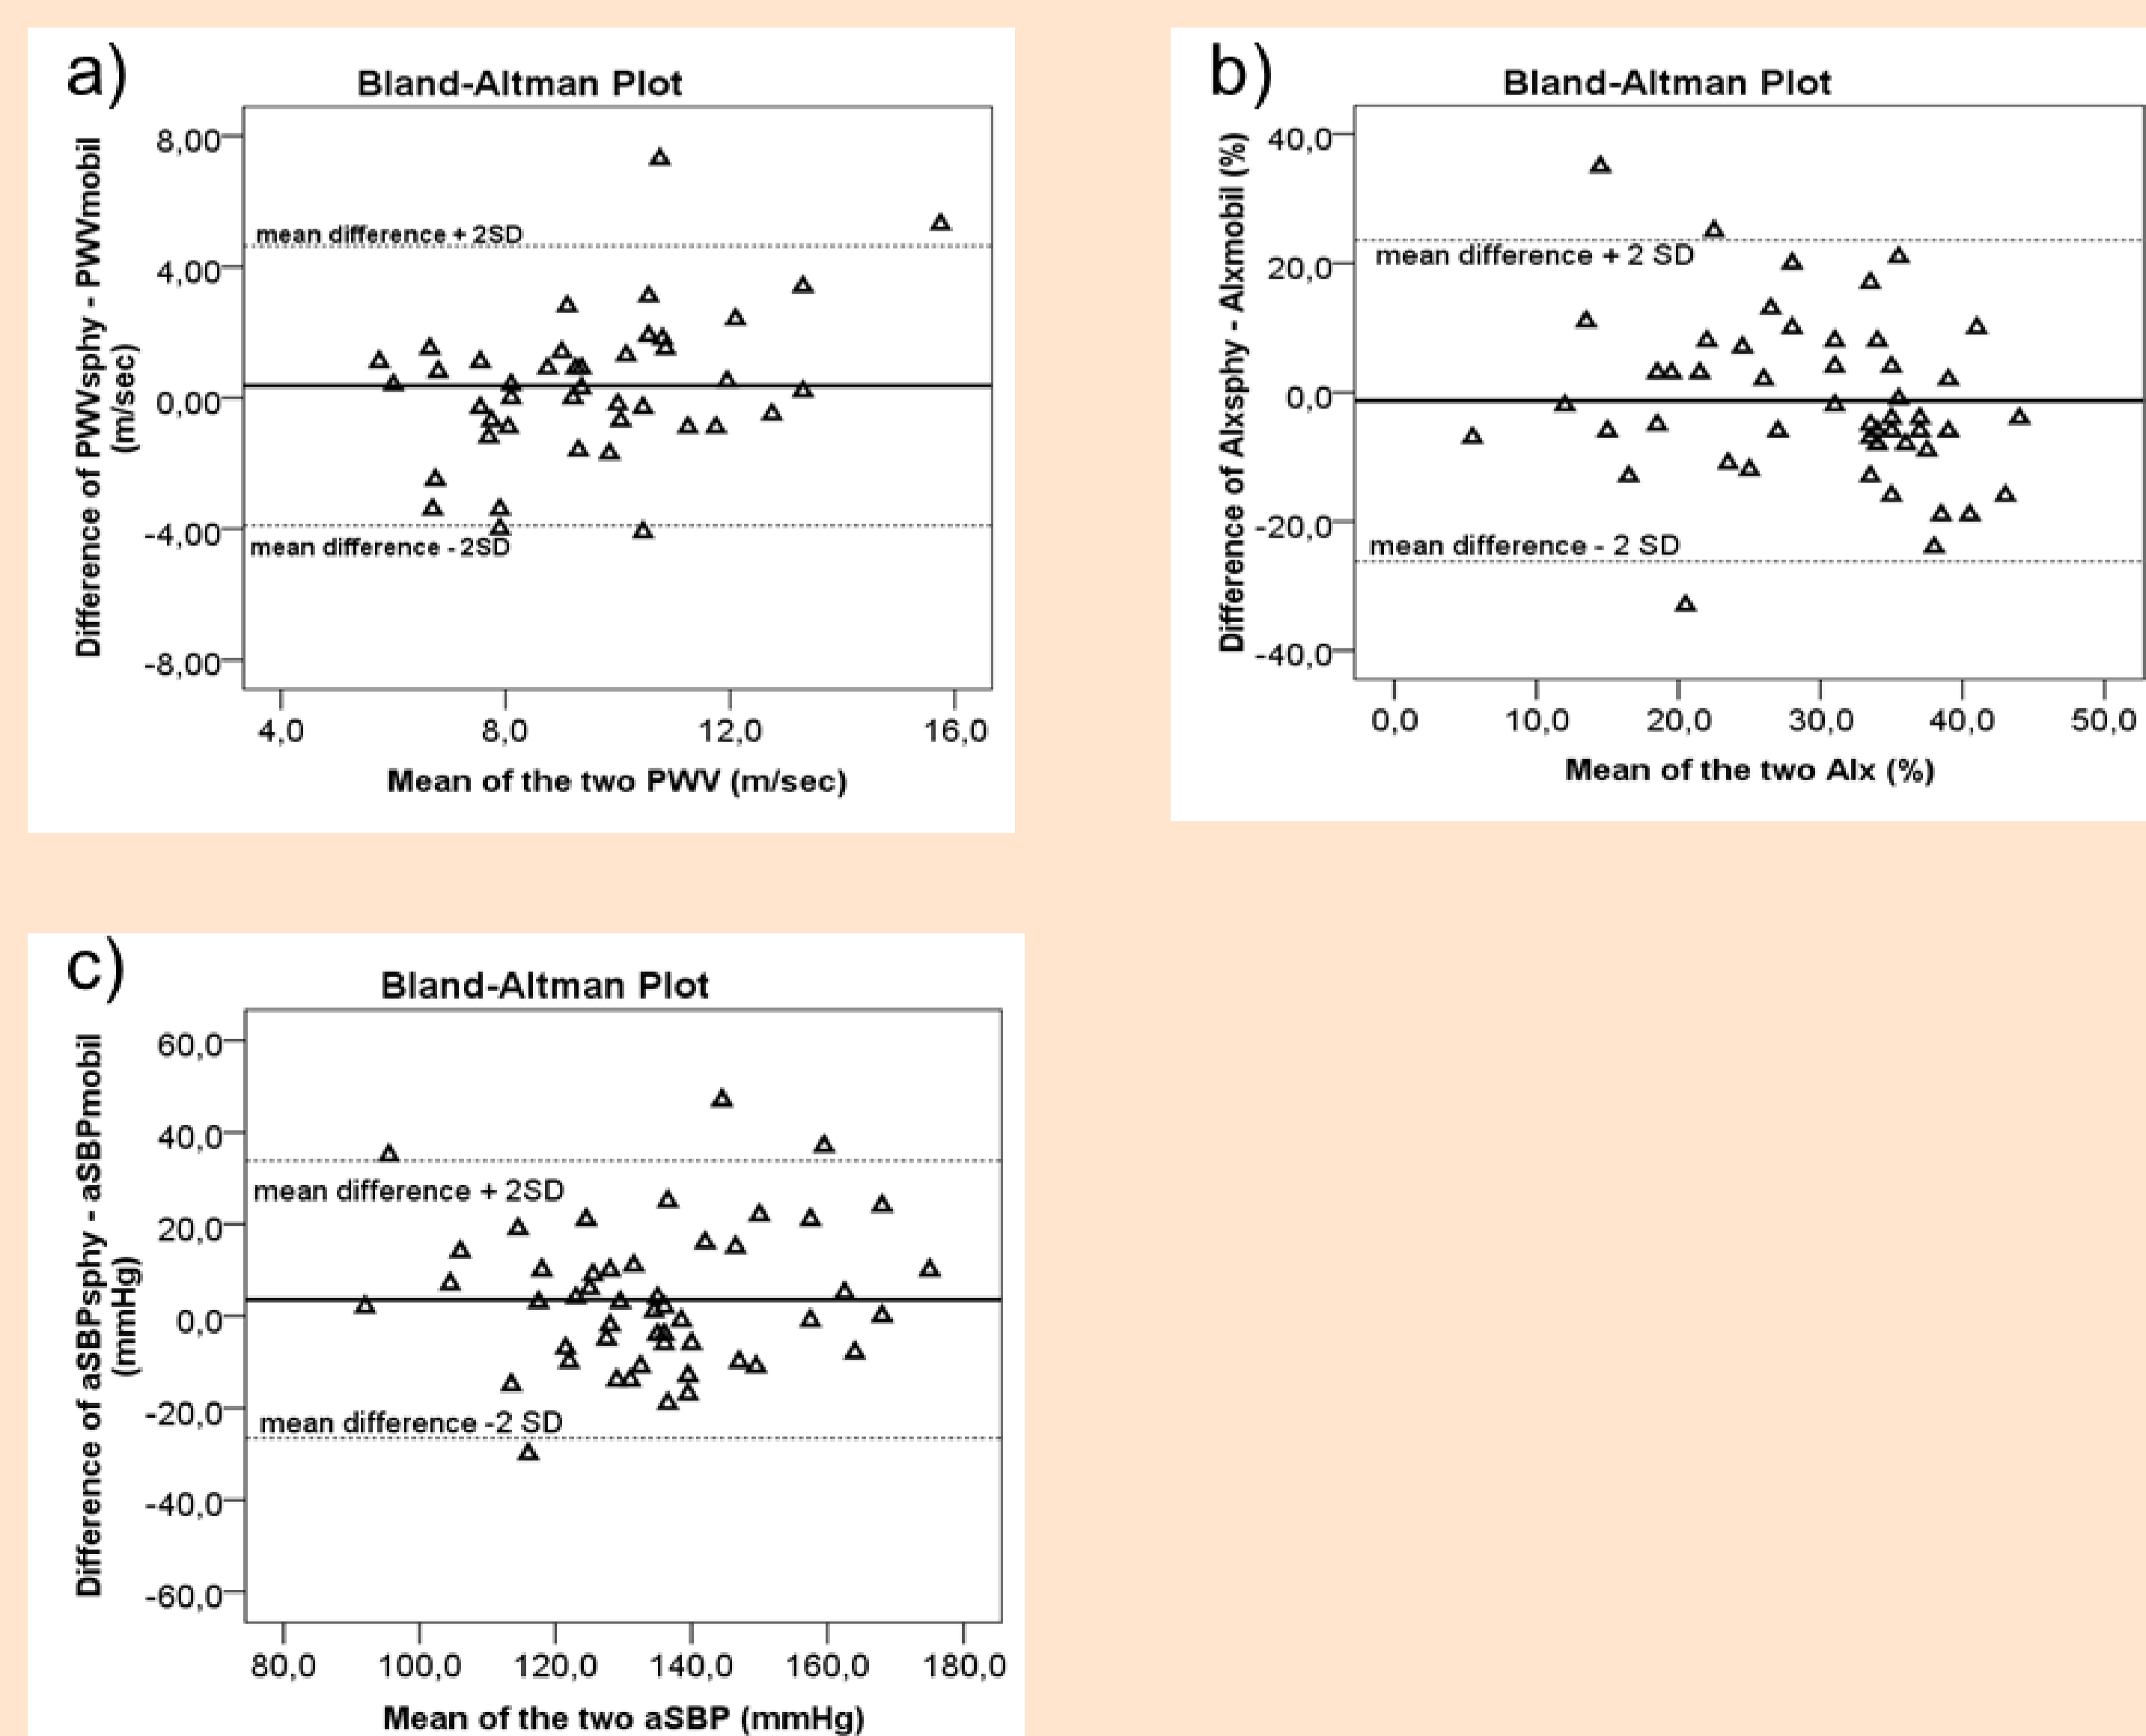 a)
Bland-Altman Plot
Difference of PWVsphy - PWVmobil
(m/sec)
8,00
4,00
0,00
-4,00
-8,00
mean difference + 2SD
mean difference - 2SD
4,0 8,0 12,0 16,0
Mean of the two PWV (m/sec)
b)
Bland-Altman Plot
Difference of AIxsphy - AIxmobil (%)
40,0
20,0
0,0
-20,0
-40,0
mean difference + 2 SD
mean difference - 2 SD
0,0 10,0 20,0 30,0 40,0 50,0
Mean of the two AIx (%)
c)
Bland-Altman Plot
Difference of aSBPsphy - aSBPmobil
(mmHg)
60,0
40,0
20,0
0,0
-20,0
-40,0
-60,0
mean difference + 2SD
mean difference -2 SD
80,0 100,0 120,0 140,0 160,0 180,0
Mean of the two aSBP (mmHg)